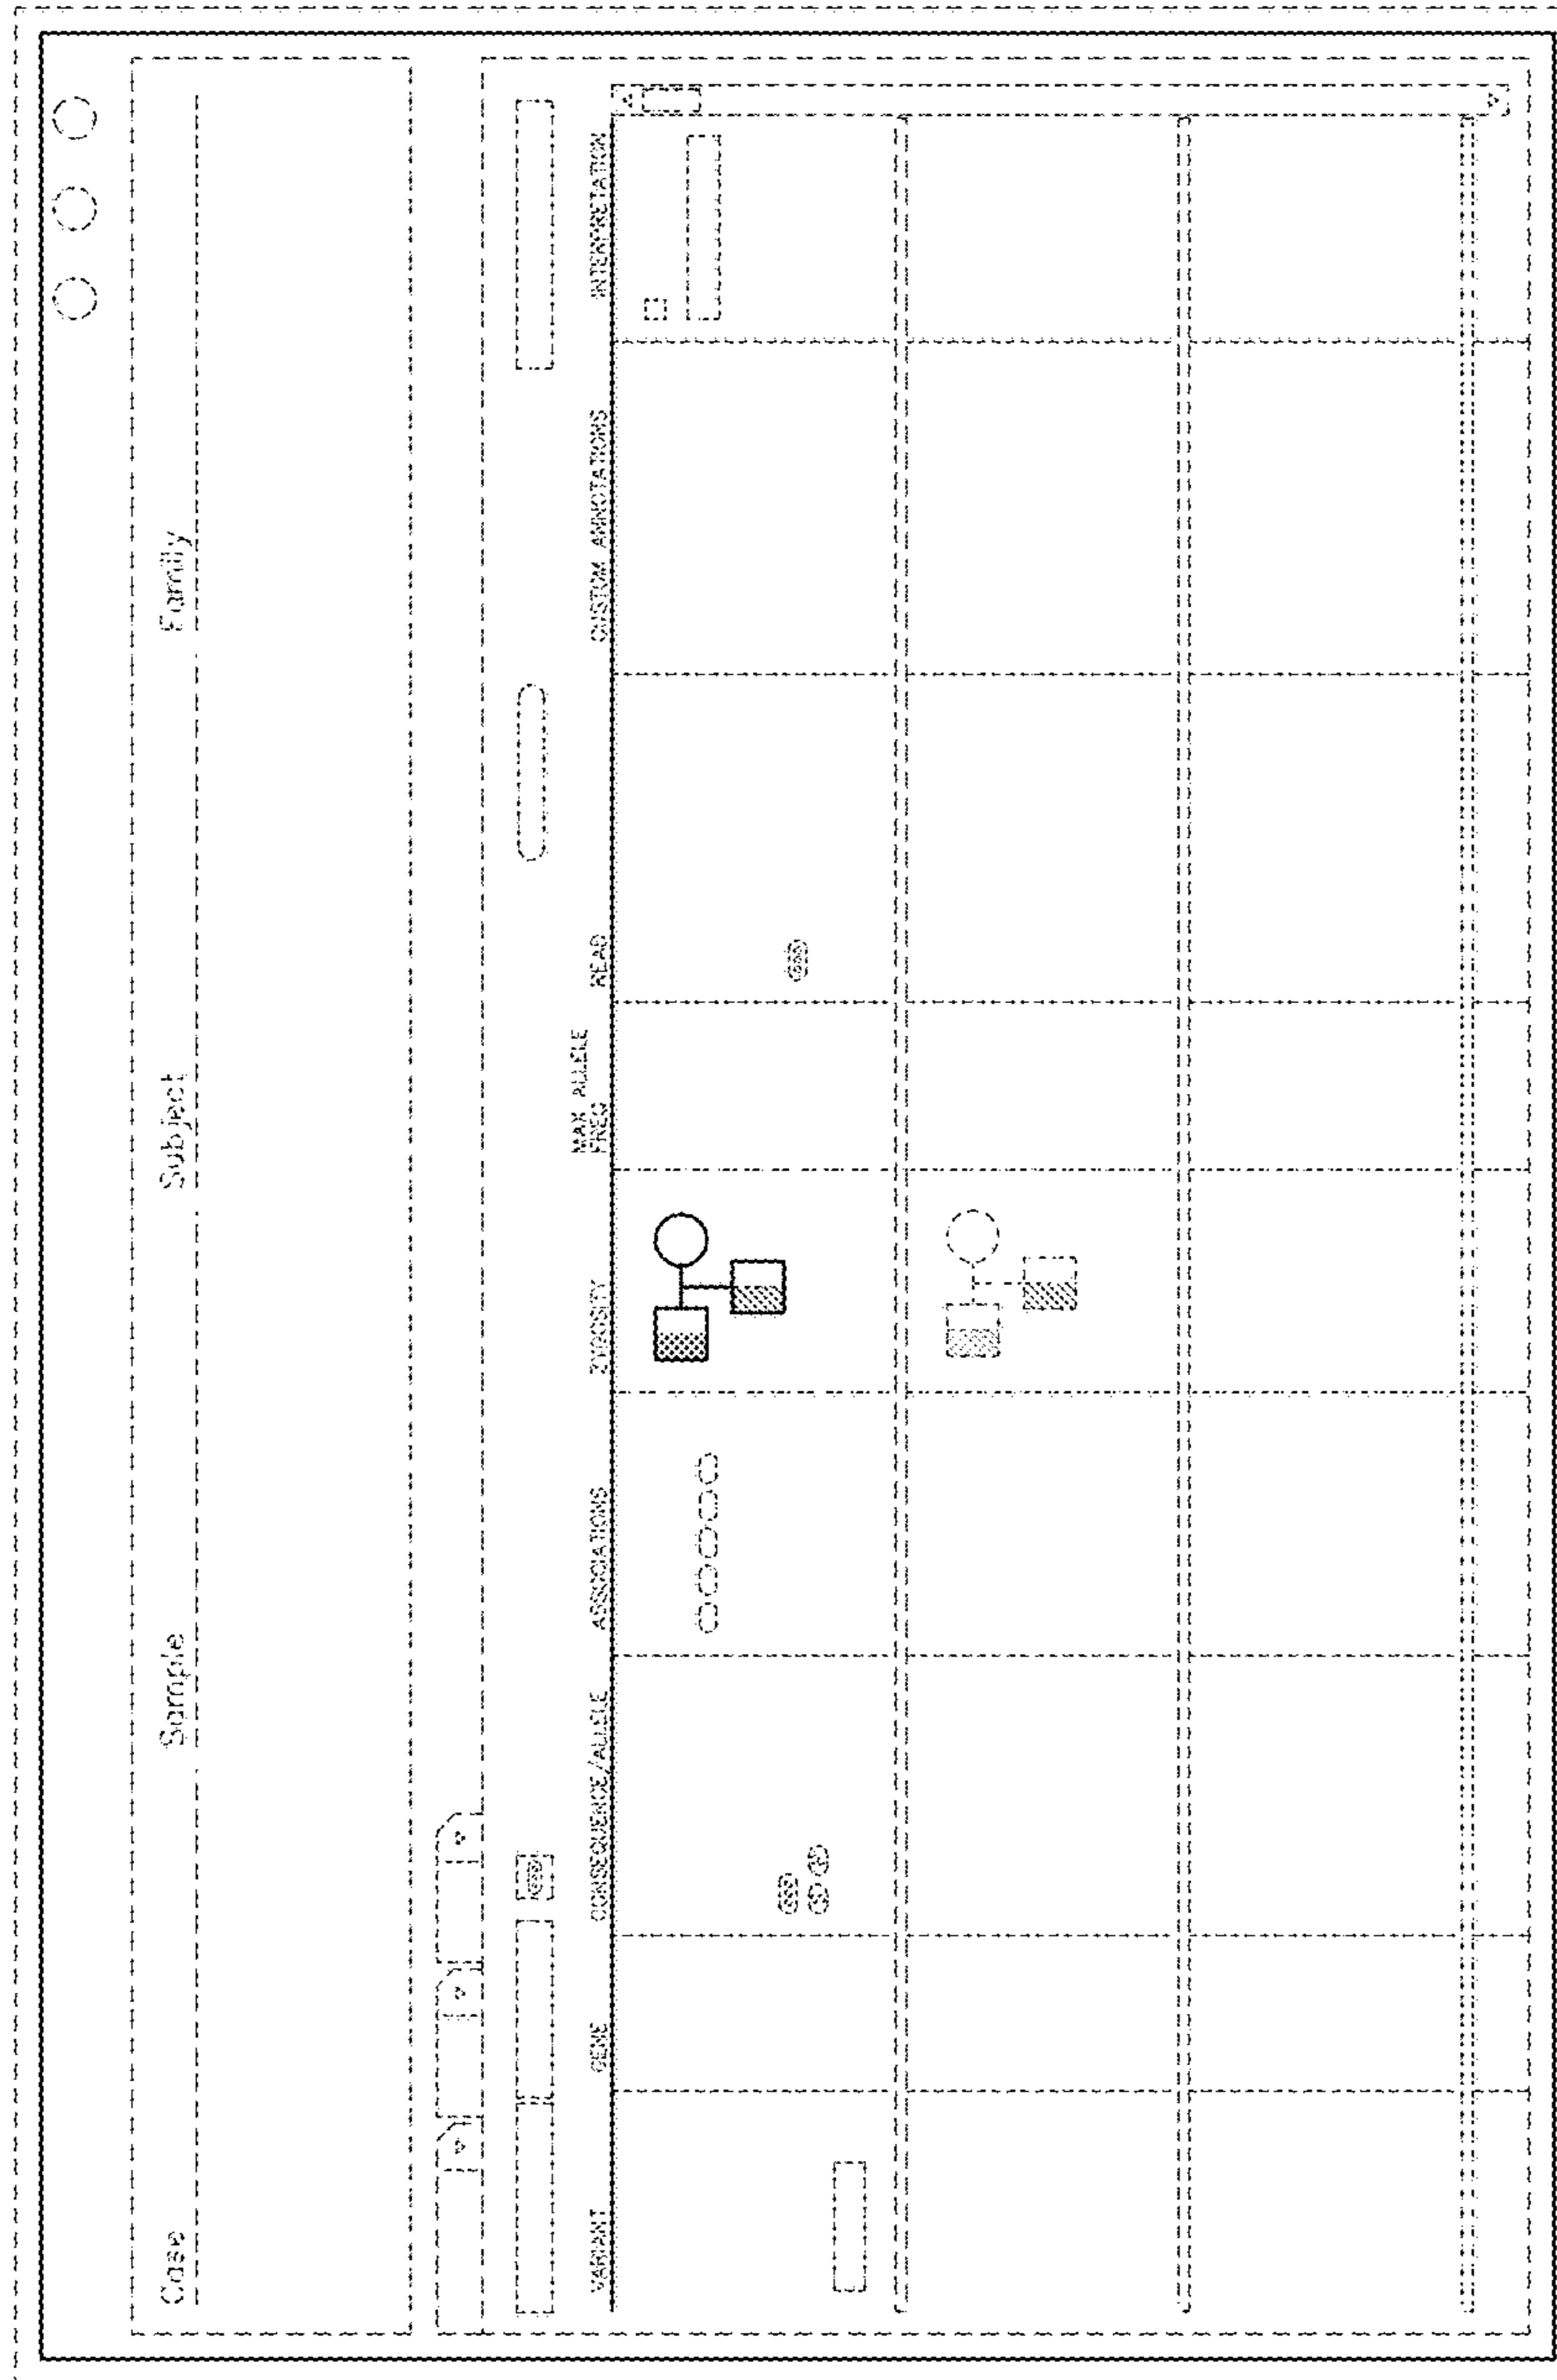 Case Sample Subject Family
VARIANT GENE CONSEQUENCE/ALLELE ASSOCIATIONS ZYGOSITY MAX ALLELE FREQ READ CUSTOM ANNOTATIONS INTERPRETATION